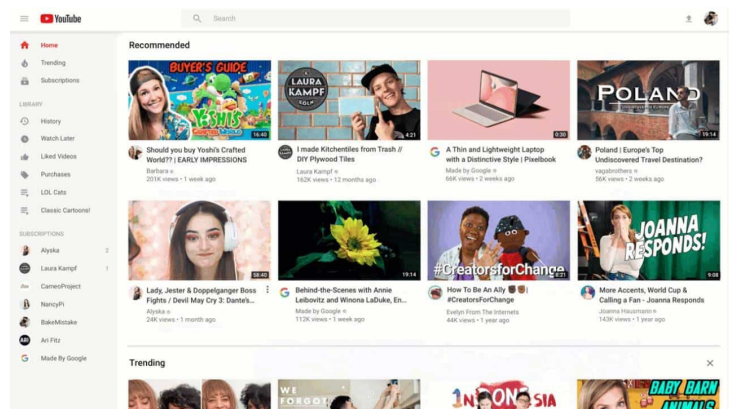 YouTube
Search
Home
Trending
Subscriptions
LIBRARY
History
Watch Later
Liked Videos
Purchases
LOL Cats
Classic Cartoons!
SUBSCRIPTIONS
Alyska 2
Laura Kampf 1
CameoProject
NancyPi
BakeMistake
ARI Ari Fitz
Made By Google
Recommended
BUYER'S GUIDE
YOSHI'S
CRAFTED WORLD
16:40
LAURA
KAMPF
KÖLN
4:21
0:30
POLAND
19:14
Should you buy Yoshi's Crafted
World?? | EARLY IMPRESSIONS
Barbara
201K views • 1 week ago
I made Kitchentiles from Trash //
DIY Plywood Tiles
Laura Kampf
162K views • 12 months ago
A Thin and Lightweight Laptop
with a Distinctive Style | Pixelbook
Made by Google
66K views • 2 weeks ago
Poland | Europe's Top
Undiscovered Travel Destination?
vagabrothers
56K views • 2 weeks ago
58:40
19:14
#CreatorsForChange
6:21
JOANNA
RESPONDS!
9:08
Lady, Jester & Doppelganger Boss
Fights / Devil May Cry 3: Dante's...
Alyska
24K views • 1 month ago
Behind-the-Scenes with Annie
Leibovitz and Winona LaDuke, En...
Made by Google
112K views • 1 week ago
How To Be An Ally
#CreatorsForChange
Evelyn From The Internets
44K views • 1 year ago
More Accents, World Cup &
Calling a Fan - Joanna Responds
Joanna Hausmann
143K views • 1 year ago
Trending
WE
FORGOT
INDONESIA
BABY BARN
ANIMALS